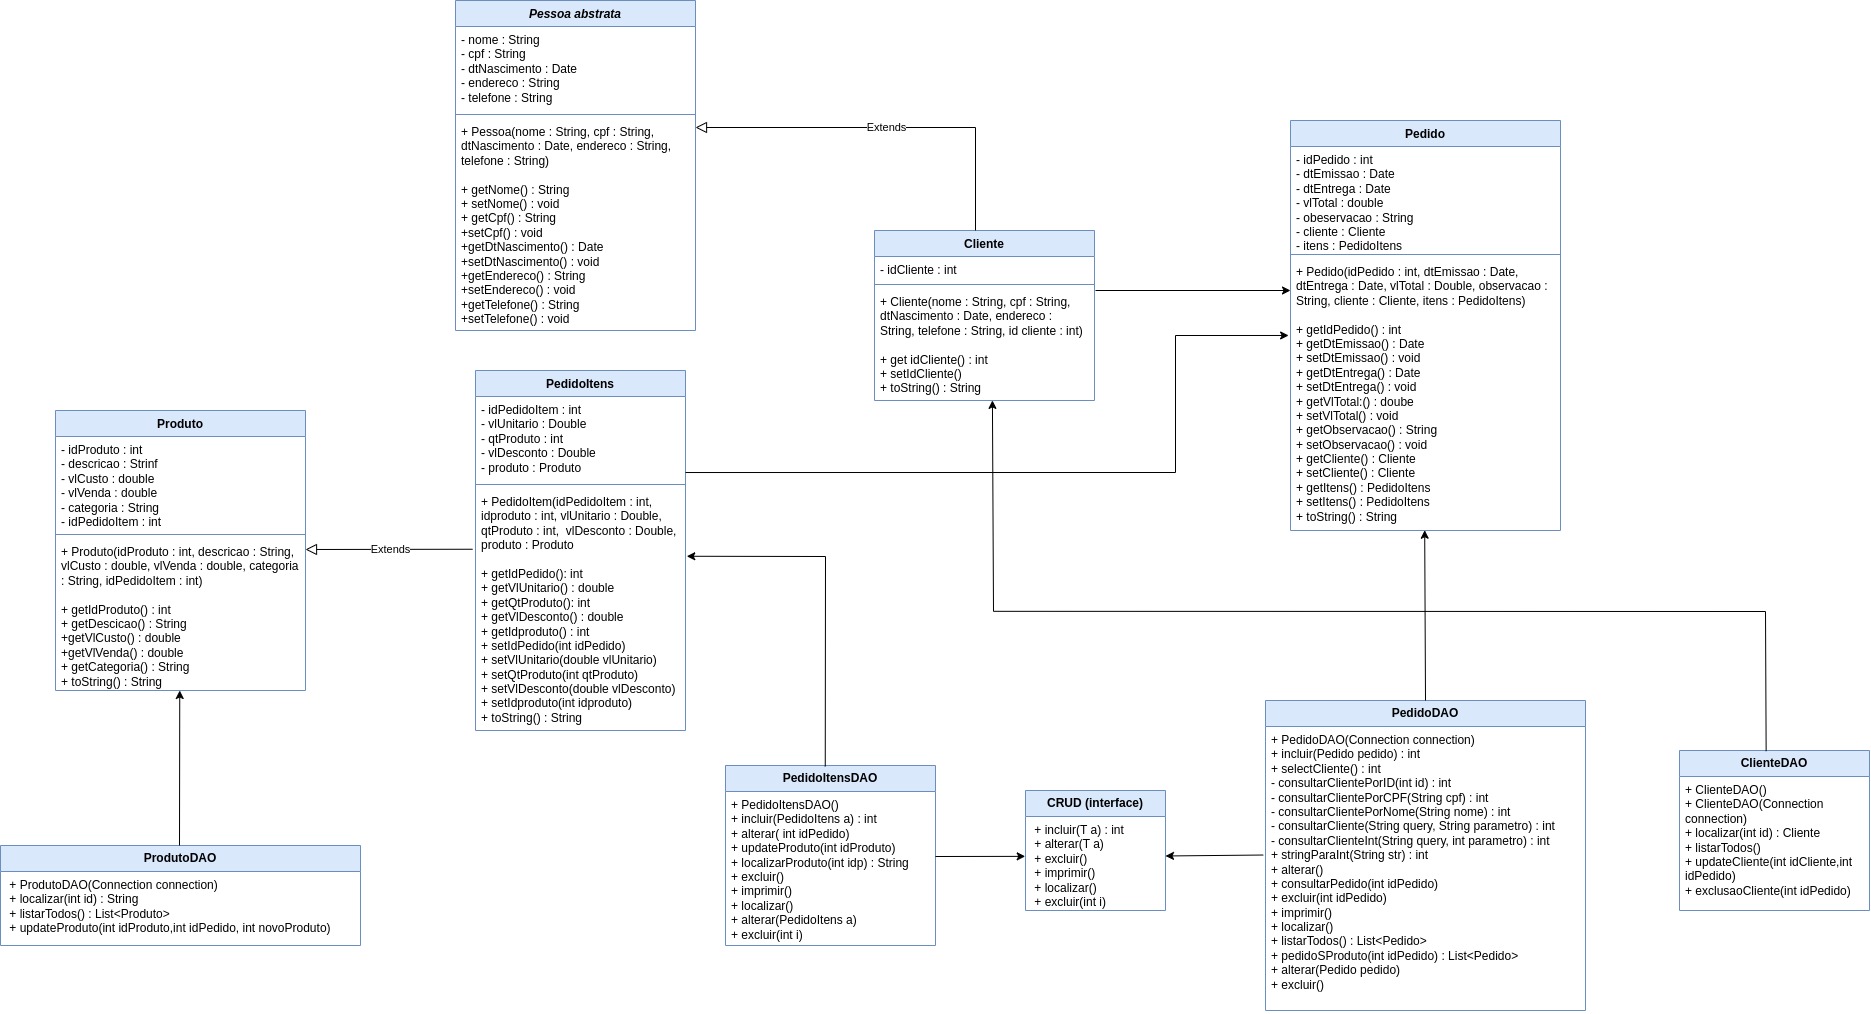 Pessoa abstrata
- nome : String
- cpf : String
- dtNascimento : Date
- endereco : String
- telefone : String
+ Pessoa(nome : String, cpf : String,
dtNascimento : Date, endereco : String,
telefone : String)
+ getNome() : String
+ setNome() : void
+ getCpf() : String
+setCpf() : void
+getDtNascimento() : Date
+setDtNascimento() : void
+getEndereco() : String
+setEndereco() : void
+getTelefone() : String
+setTelefone() : void
Extends
Cliente
- idCliente : int
+ Cliente(nome : String, cpf : String,
dtNascimento : Date, endereco :
String, telefone : String, id cliente : int)
+ get idCliente() : int
+ setIdCliente()
+ toString() : String
Pedido
- idPedido : int
- dtEmissao : Date
- dtEntrega : Date
- vlTotal : double
- obeservacao : String
- cliente : Cliente
- itens : PedidoItens
+ Pedido(idPedido : int, dtEmissao : Date,
dtEntrega : Date, vlTotal : Double, observacao :
String, cliente : Cliente, itens : PedidoItens)
+ getIdPedido() : int
+ getDtEmissao() : Date
+ setDtEmissao() : void
+ getDtEntrega() : Date
+ setDtEntrega() : void
+ getVlTotal:() : doube
+ setVlTotal() : void
+ getObservacao() : String
+ setObservacao() : void
+ getCliente() : Cliente
+ setCliente() : Cliente
+ getItens() : PedidoItens
+ setItens() : PedidoItens
+ toString() : String
Produto
- idProduto : int
- descricao : Strinf
- vlCusto : double
- vlVenda : double
- categoria : String
- idPedidoItem : int
+ Produto(idProduto : int, descricao : String,
vlCusto : double, vlVenda : double, categoria
: String, idPedidoItem : int)
+ getIdProduto() : int
+ getDescicao() : String
+getVlCusto() : double
+getVlVenda() : double
+ getCategoria() : String
+ toString() : String
Extends
PedidoItens
- idPedidoItem : int
- vlUnitario : Double
- qtProduto : int
- vlDesconto : Double
- produto : Produto
+ PedidoItem(idPedidoItem : int,
idproduto : int, vlUnitario : Double,
qtProduto : int,  vlDesconto : Double,
produto : Produto
+ getIdPedido(): int
+ getVlUnitario() : double
+ getQtProduto(): int
+ getVlDesconto() : double
+ getIdproduto() : int
+ setIdPedido(int idPedido)
+ setVlUnitario(double vlUnitario)
+ setQtProduto(int qtProduto)
+ setVlDesconto(double vlDesconto)
+ setIdproduto(int idproduto)
+ toString() : String
ProdutoDAO
+ ProdutoDAO(Connection connection)
+ localizar(int id) : String
+ listarTodos() : List<Produto>
+ updateProduto(int idProduto,int idPedido, int novoProduto)
PedidoItensDAO
+ PedidoItensDAO()
+ incluir(PedidoItens a) : int
+ alterar( int idPedido)
+ updateProduto(int idProduto)
+ localizarProduto(int idp) : String
+ excluir()
+ imprimir()
+ localizar()
+ alterar(PedidoItens a)
+ excluir(int i)
CRUD (interface)
+ incluir(T a) : int
+ alterar(T a)
+ excluir()
+ imprimir()
+ localizar()
+ excluir(int i)
PedidoDAO
+ PedidoDAO(Connection connection)
+ incluir(Pedido pedido) : int
+ selectCliente() : int
- consultarClientePorID(int id) : int
- consultarClientePorCPF(String cpf) : int
- consultarClientePorNome(String nome) : int
- consultarCliente(String query, String parametro) : int
- consultarClienteInt(String query, int parametro) : int
+ stringParaInt(String str) : int
+ alterar()
+ consultarPedido(int idPedido)
+ excluir(int idPedido)
+ imprimir()
+ localizar()
+ listarTodos() : List<Pedido>
+ pedidoSProduto(int idPedido) : List<Pedido>
+ alterar(Pedido pedido)
+ excluir()
ClienteDAO
+ ClienteDAO()
+ ClienteDAO(Connection
connection)
+ localizar(int id) : Cliente
+ listarTodos()
+ updateCliente(int idCliente,int
idPedido)
+ exclusaoCliente(int idPedido)